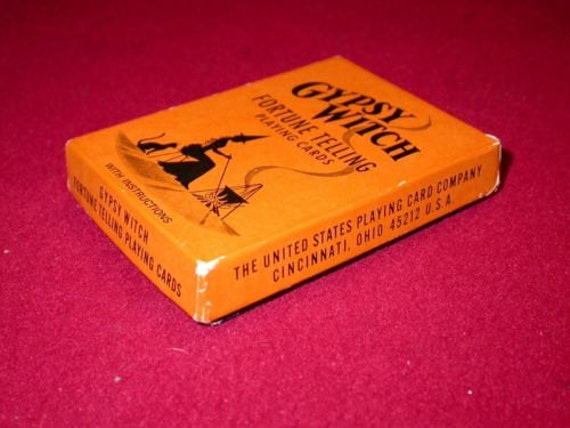 GYPSY
WITCH
FORTUNE TELLING
PLAYING CARDS
WITH INSTRUCTIONS
GYPSY WITCH
FORTUNE TELLING PLAYING CARDS
THE UNITED STATES PLAYING CARD COMPANY
CINCINNATI, OHIO 45212 U.S.A.